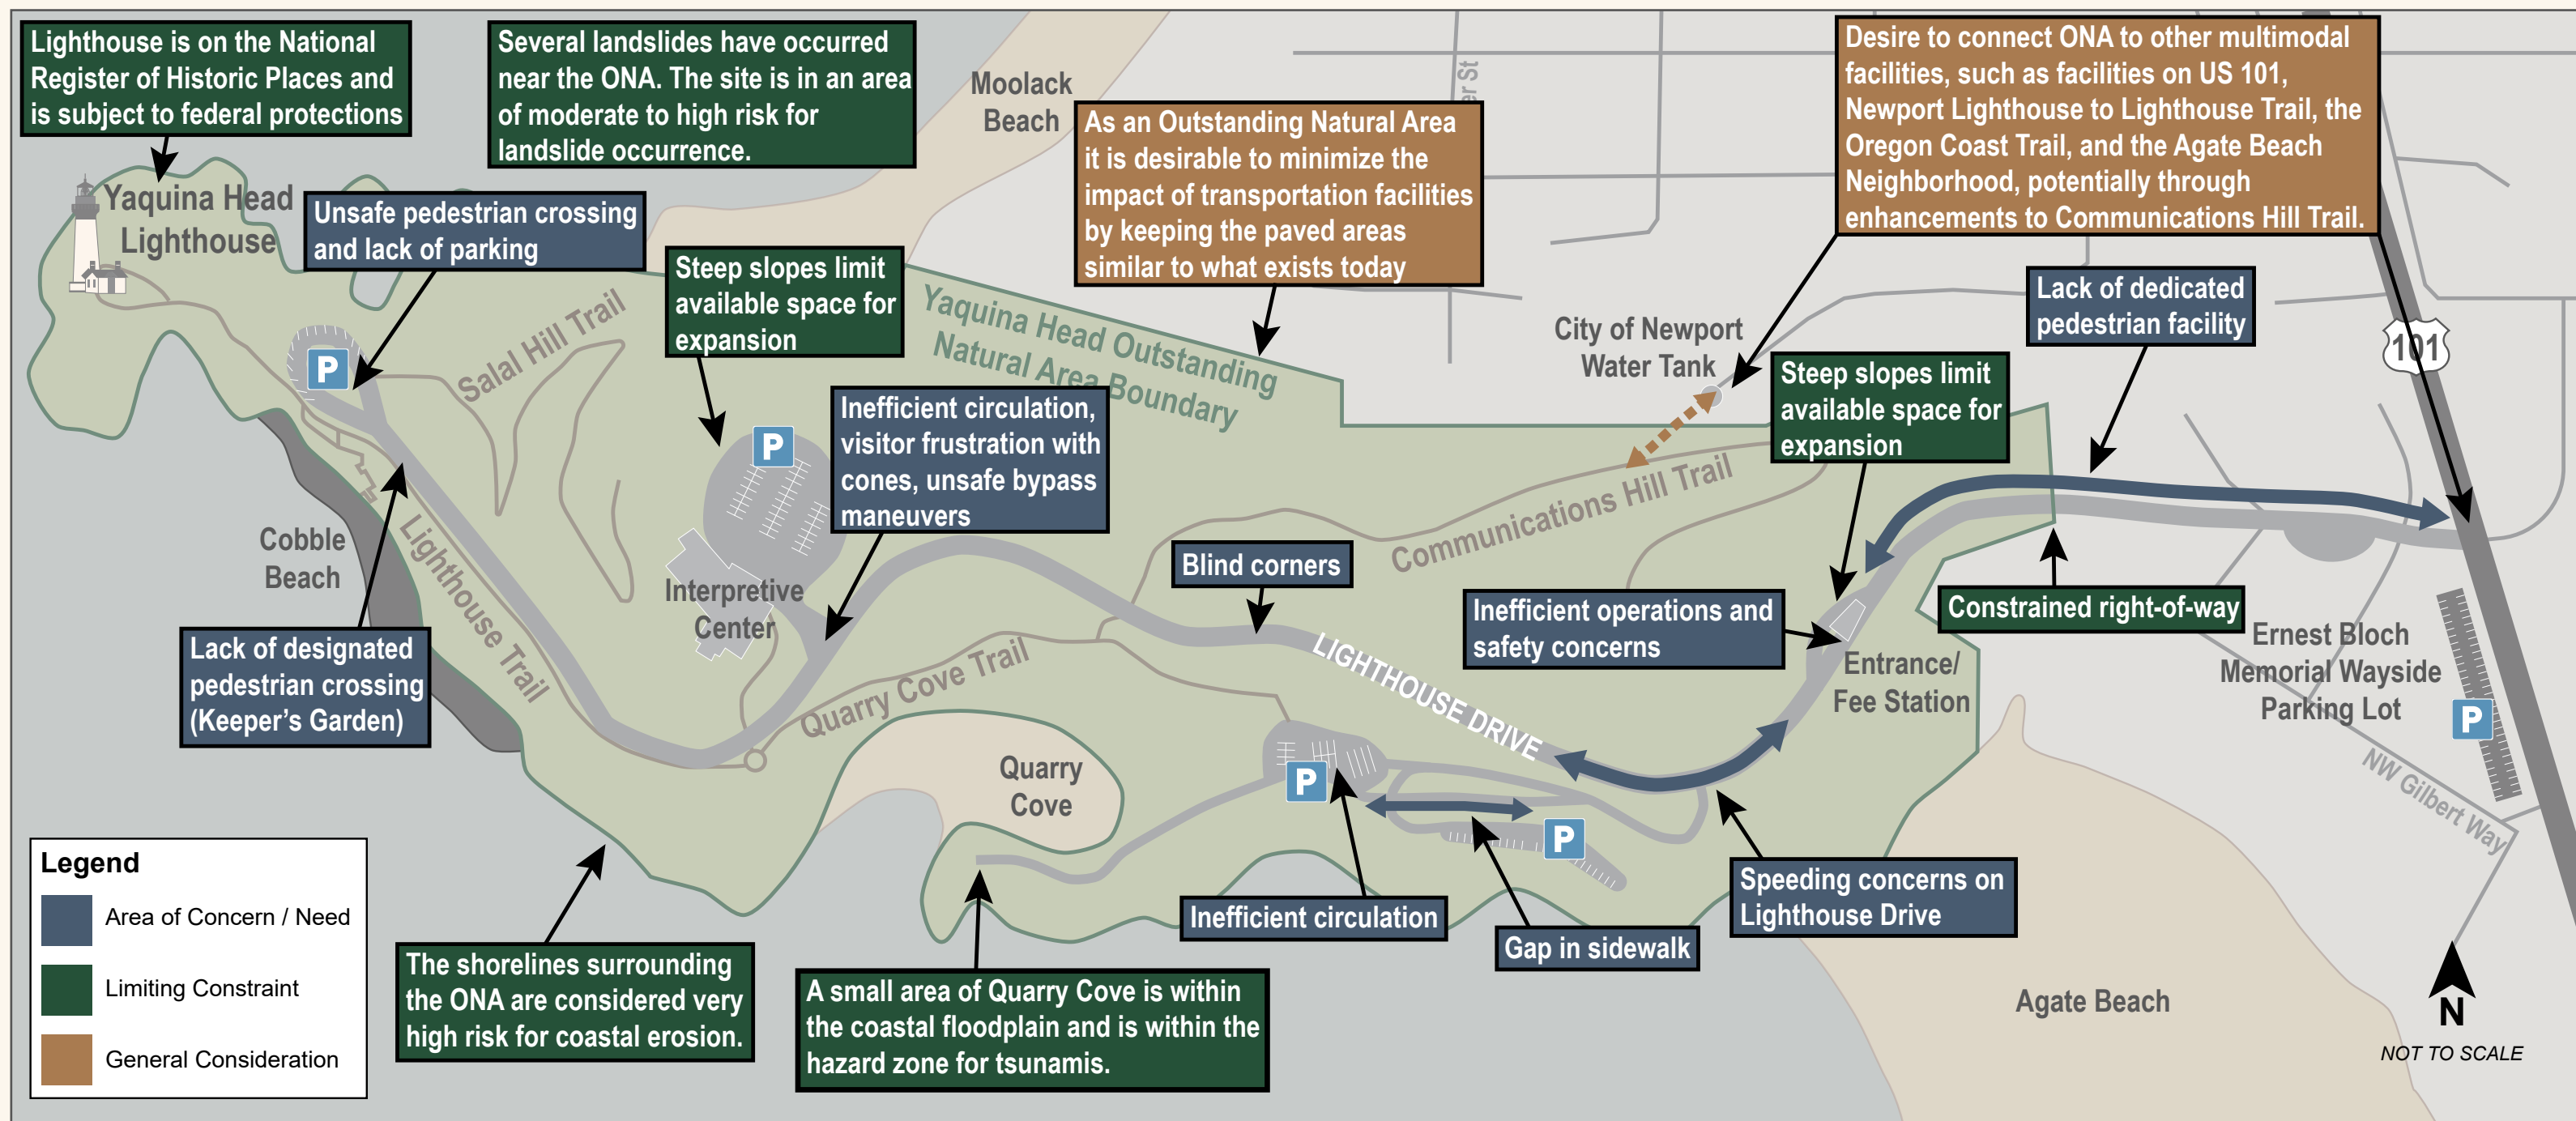 Lighthouse is on the National
Register of Historic Places and
is subject to federal protections
Several landslides have occurred
near the ONA. The site is in an area
of moderate to high risk for
landslide occurrence.
Moolack
Beach
As an Outstanding Natural Area
it is desirable to minimize the
impact of transportation facilities
by keeping the paved areas
similar to what exists today
er St
Desire to connect ONA to other multimodal
facilities, such as facilities on US 101,
Newport Lighthouse to Lighthouse Trail, the
Oregon Coast Trail, and the Agate Beach
Neighborhood, potentially through
enhancements to Communications Hill Trail.
Yaquina Head
Lighthouse
Unsafe pedestrian crossing
and lack of parking
Steep slopes limit
available space for
expansion
Yaquina Head Outstanding
Natural Area Boundary
City of Newport
Water Tank
Lack of dedicated
pedestrian facility
101
Steep slopes limit
available space for
expansion
P
Salal Hill Trail
P
Inefficient circulation,
visitor frustration with
cones, unsafe bypass
maneuvers
Communications Hill Trail
Cobble
Beach
Lighthouse Trail
Interpretive
Center
Blind corners
Inefficient operations and
safety concerns
Constrained right-of-way
Lack of designated
pedestrian crossing
(Keeper's Garden)
Quarry Cove Trail
LIGHTHOUSE DRIVE
Entrance/
Fee Station
Ernest Bloch
Memorial Wayside
Parking Lot
P
NW Gilbert Way
Quarry
Cove
P
P
Inefficient circulation
Gap in sidewalk
Speeding concerns on
Lighthouse Drive
Legend
Area of Concern / Need
Limiting Constraint
General Consideration
The shorelines surrounding
the ONA are considered very
high risk for coastal erosion.
A small area of Quarry Cove is within
the coastal floodplain and is within the
hazard zone for tsunamis.
Agate Beach
N
NOT TO SCALE